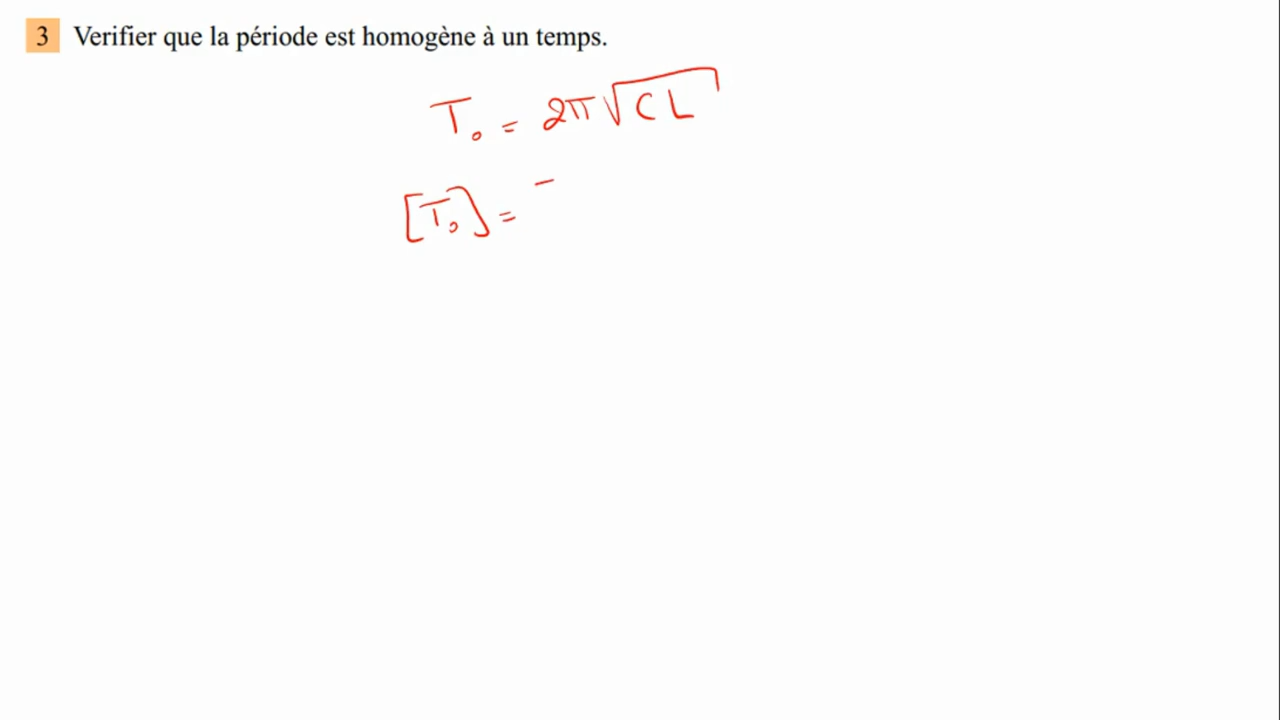 3 Verifier que la période est homogène à un temps.
T₀ = 2π√CL
[T₀] =